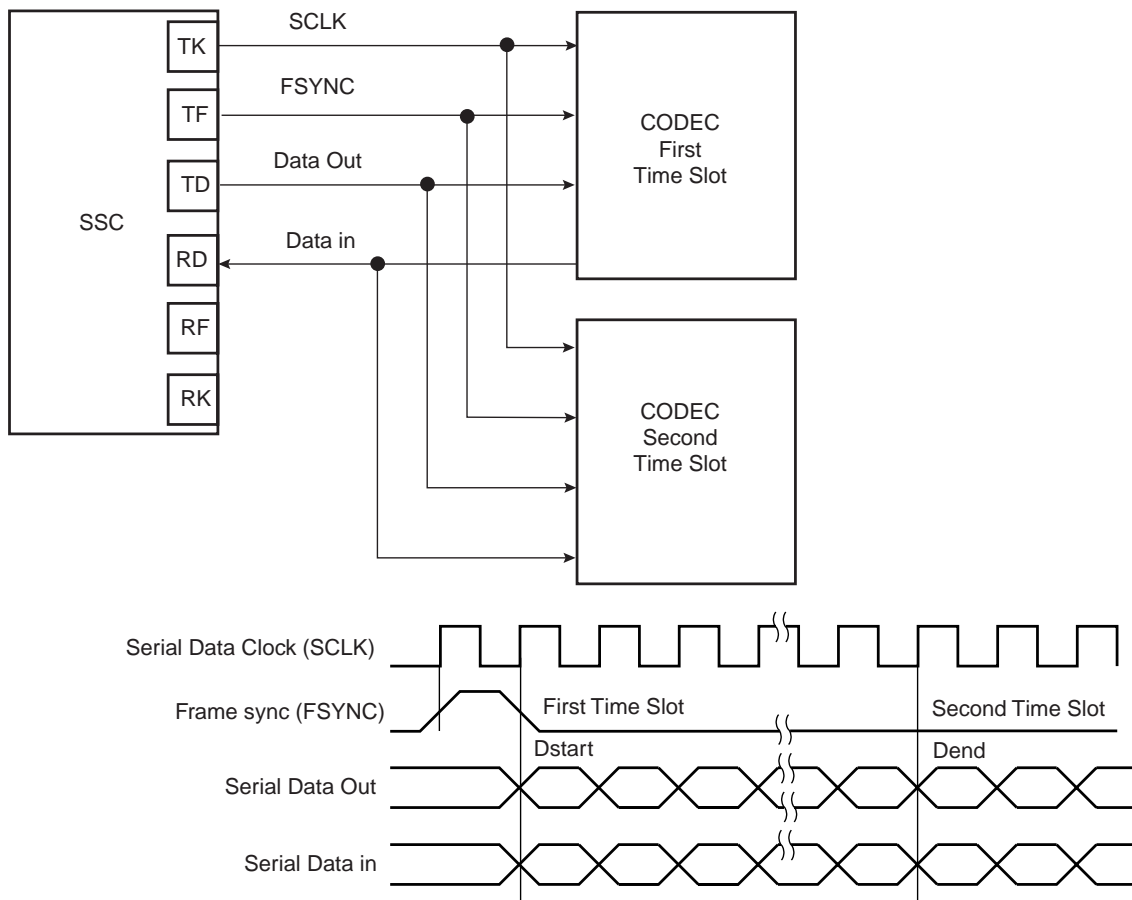 SSC
TK
TF
TD
RD
RF
RK
SCLK
FSYNC
Data Out
Data in
CODEC
First
Time Slot
CODEC
Second
Time Slot
Serial Data Clock (SCLK)
Frame sync (FSYNC)
First Time Slot
Second Time Slot
Dstart
Dend
Serial Data Out
Serial Data in